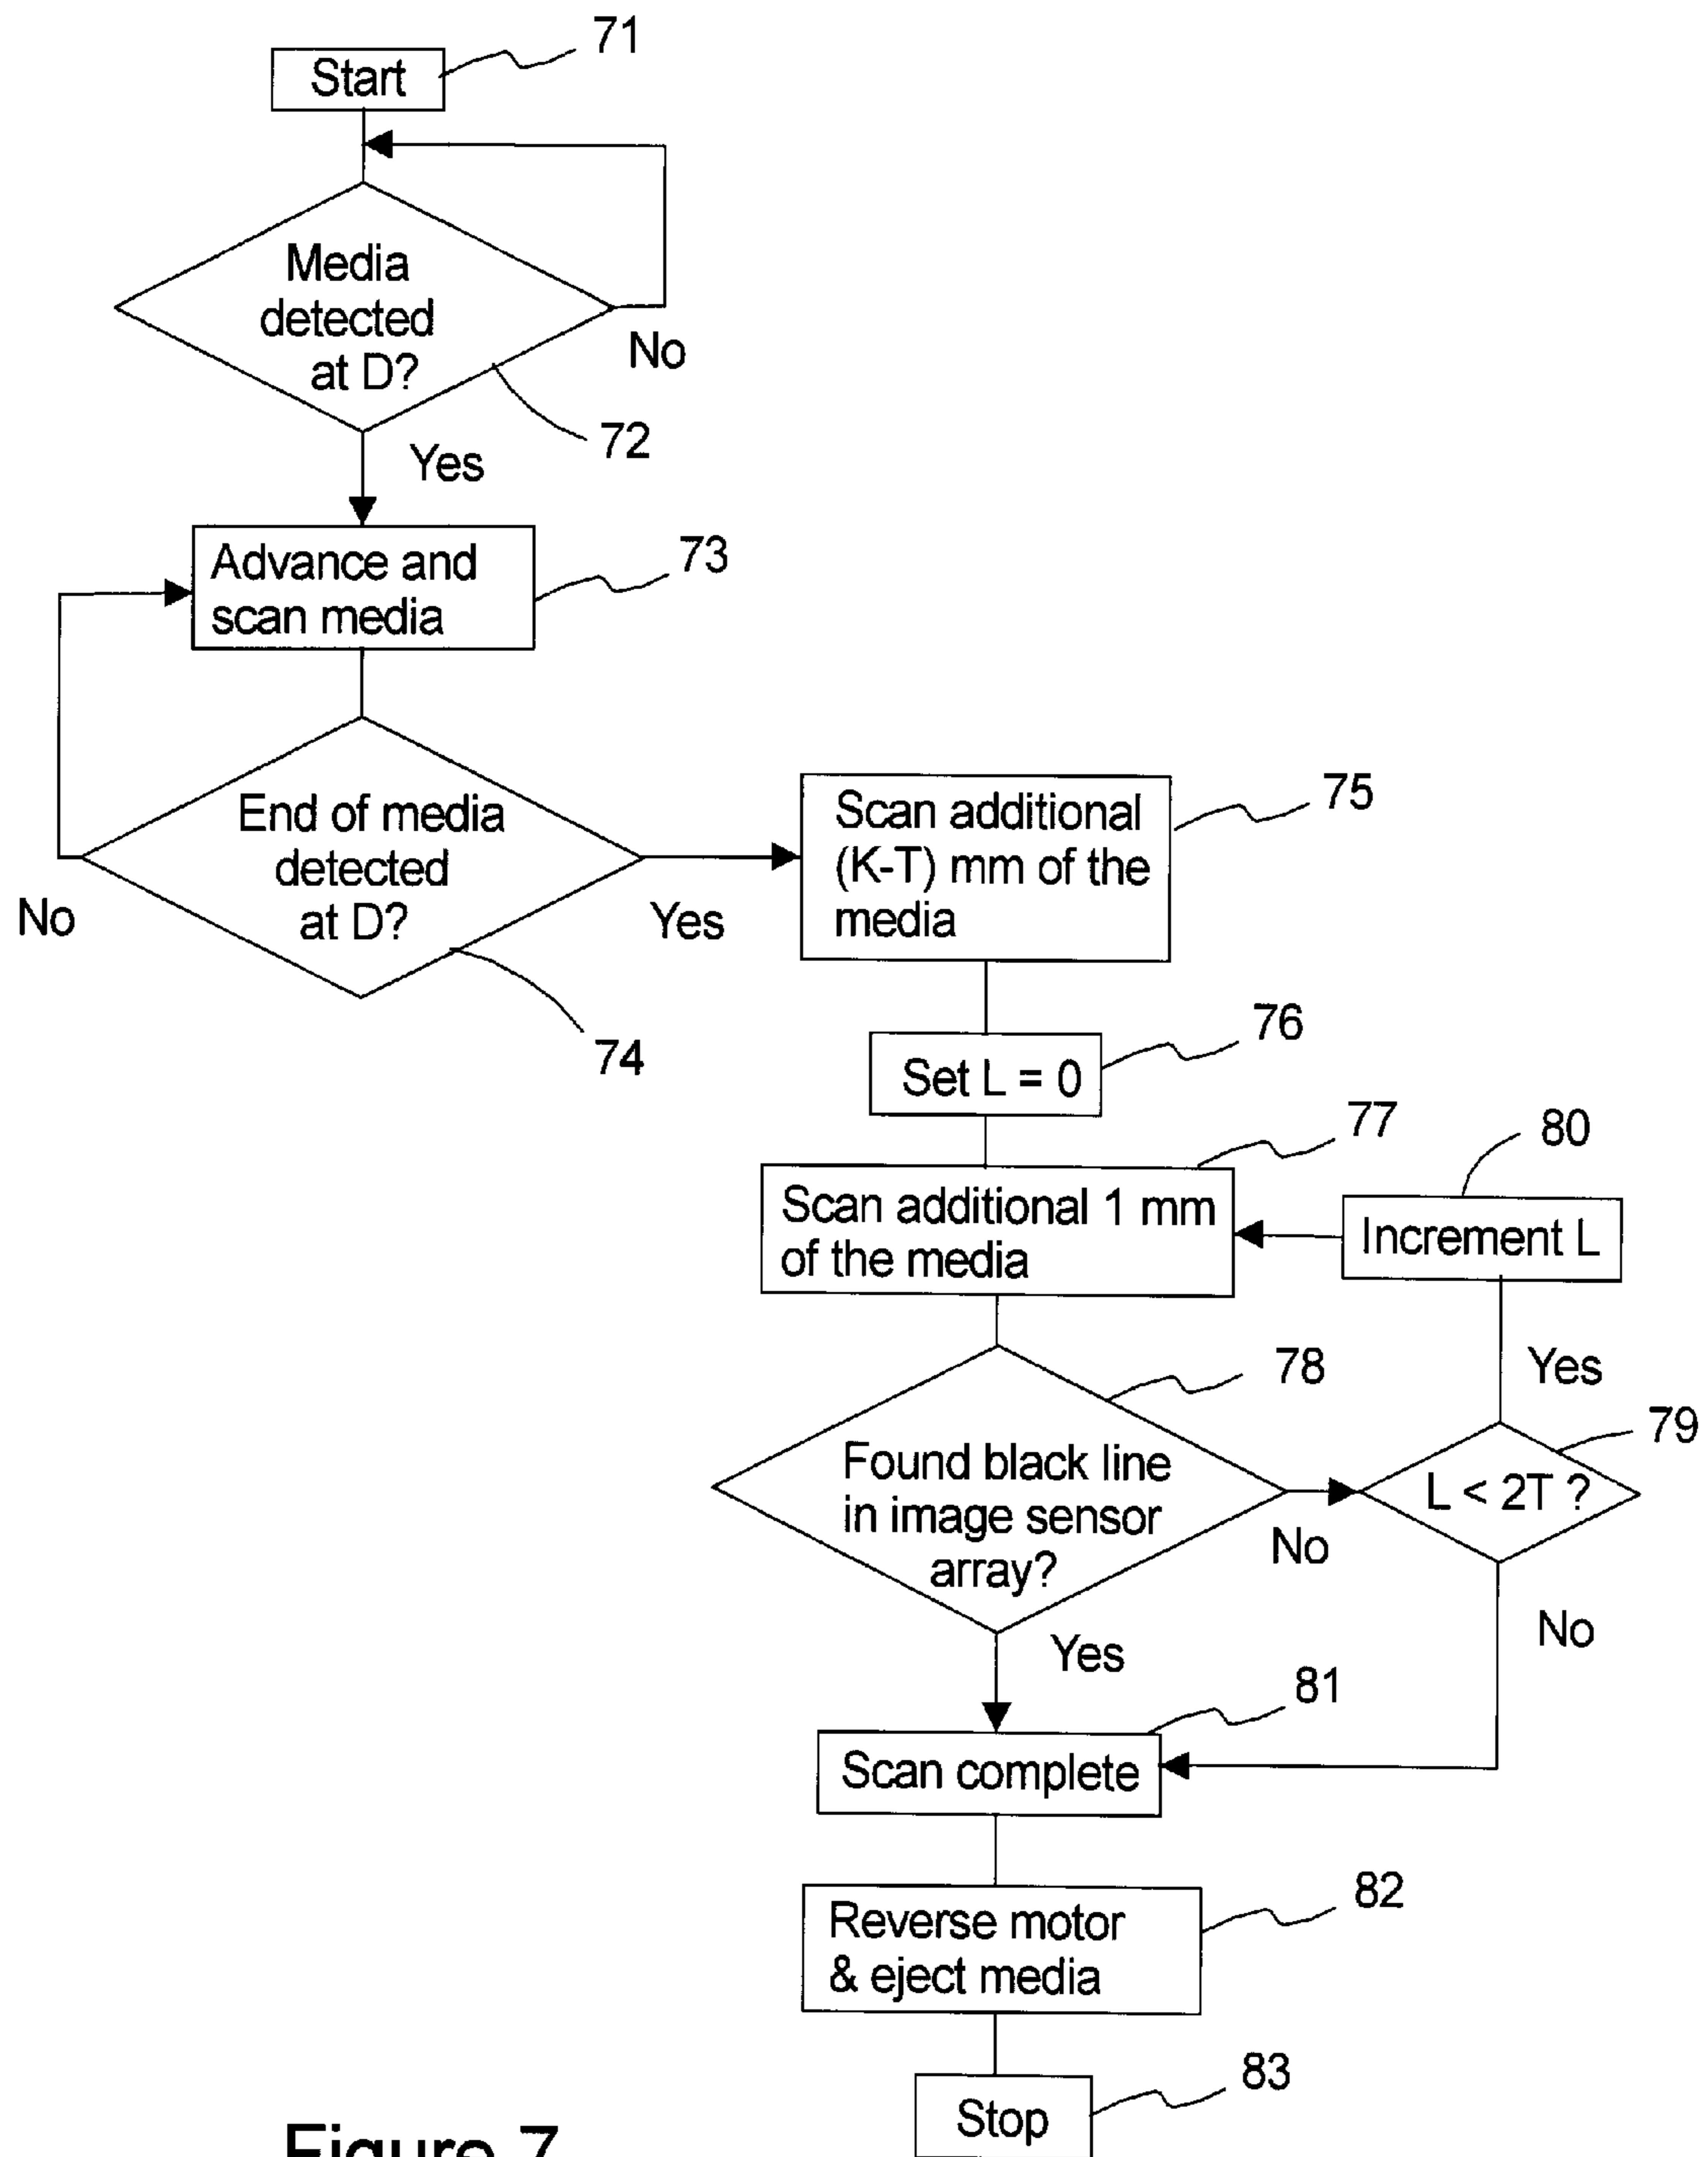 71
Start
Media
detected
at D?
No
72
Yes
73
Advance and
scan media
End of media
detected
at D?
No
Yes
74
75
Scan additional
(K-T) mm of the
media
76
Set L = 0
77
80
Scan additional 1 mm
of the media
Increment L
78
Yes
79
Found black line
in image sensor
array?
No
L < 2T ?
No
Yes
81
Scan complete
82
Reverse motor
& eject media
83
Stop
Figure 7